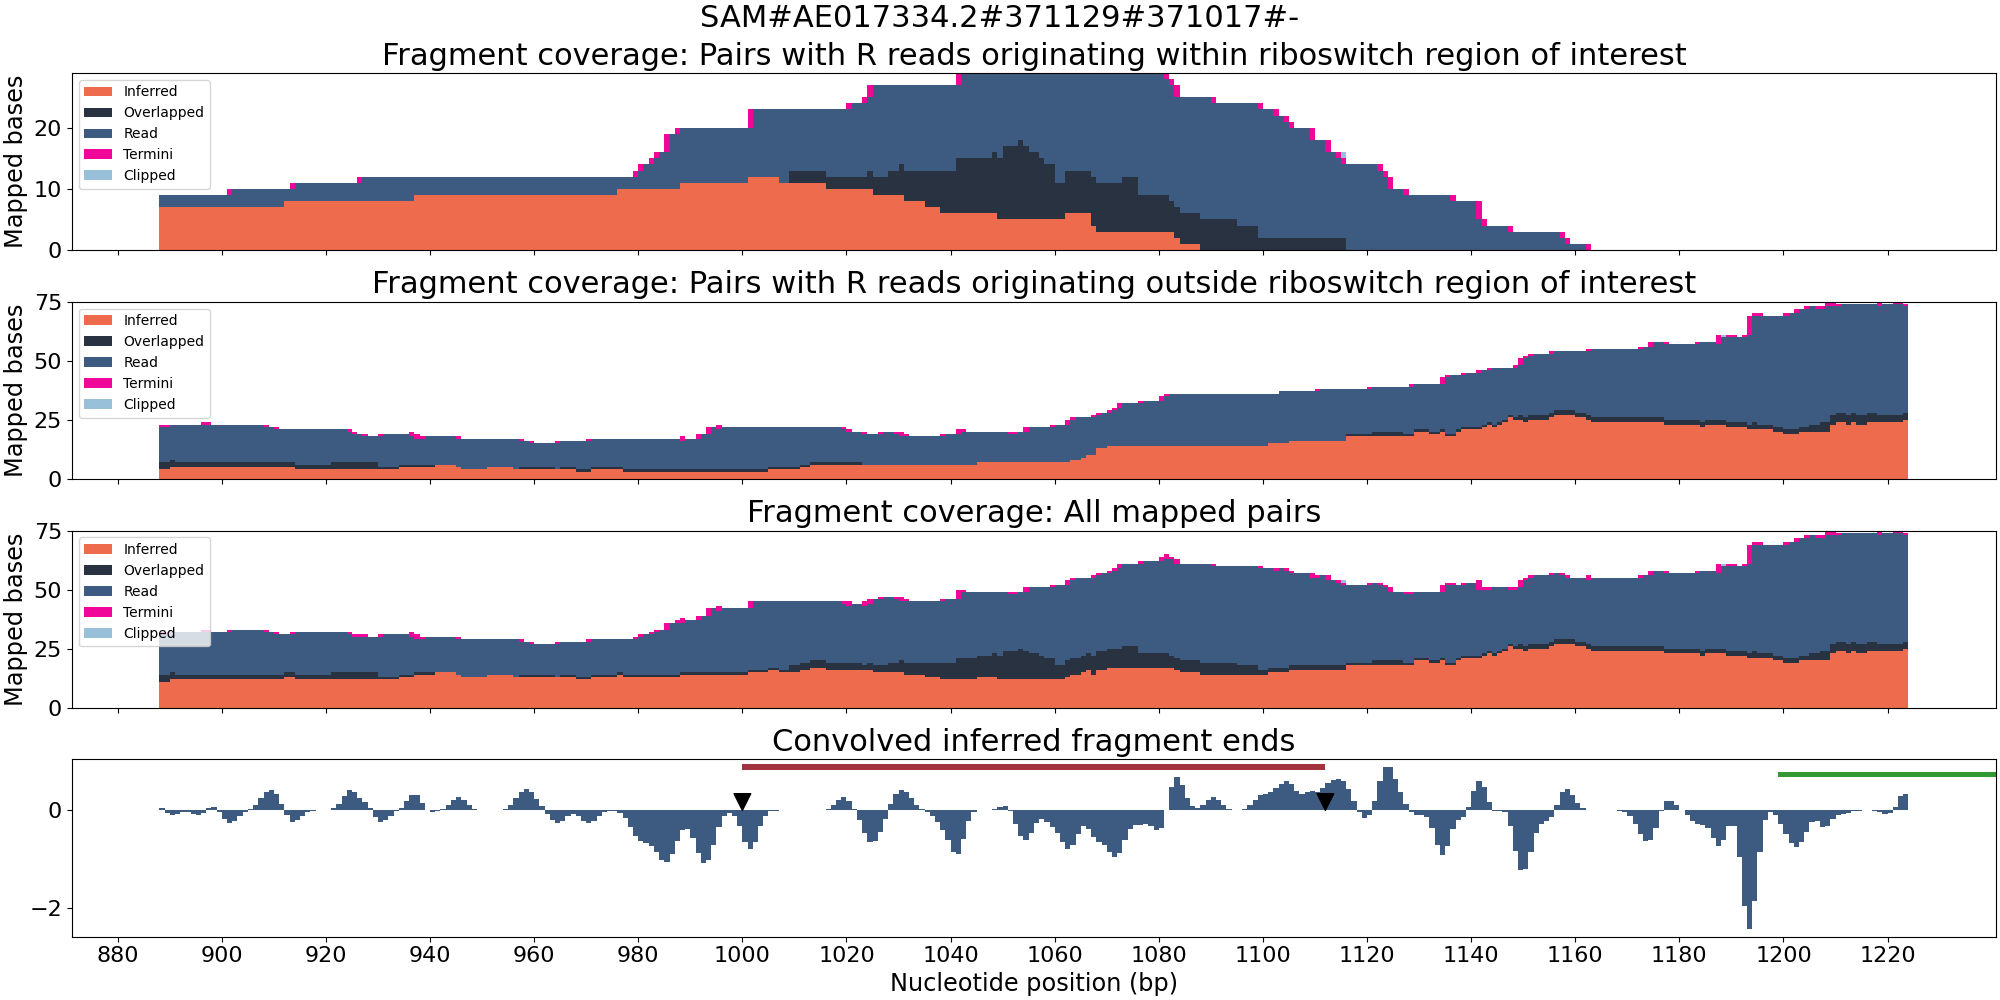 SAM#AE017334.2#371129#371017#-
Fragment coverage: Pairs with R reads originating within riboswitch region of interest
Mapped bases
20
10
0
Inferred
Overlapped
Read
Termini
Clipped
Fragment coverage: Pairs with R reads originating outside riboswitch region of interest
Mapped bases
75
50
25
0
Inferred
Overlapped
Read
Termini
Clipped
Fragment coverage: All mapped pairs
Mapped bases
75
50
25
0
Inferred
Overlapped
Read
Termini
Clipped
Convolved inferred fragment ends
0
−2
880 900 920 940 960 980 1000 1020 1040 1060 1080 1100 1120 1140 1160 1180 1200 1220
Nucleotide position (bp)